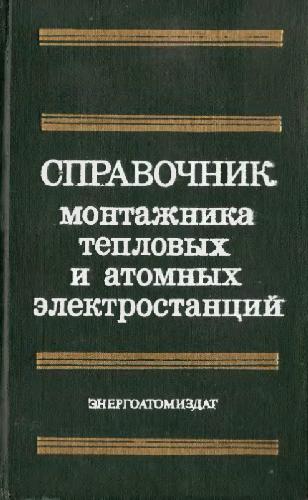 СПРАВОЧНИК
монтажника
тепловых
и атомных
электростанций
ЭНЕРГОАТОМИЗДАТ